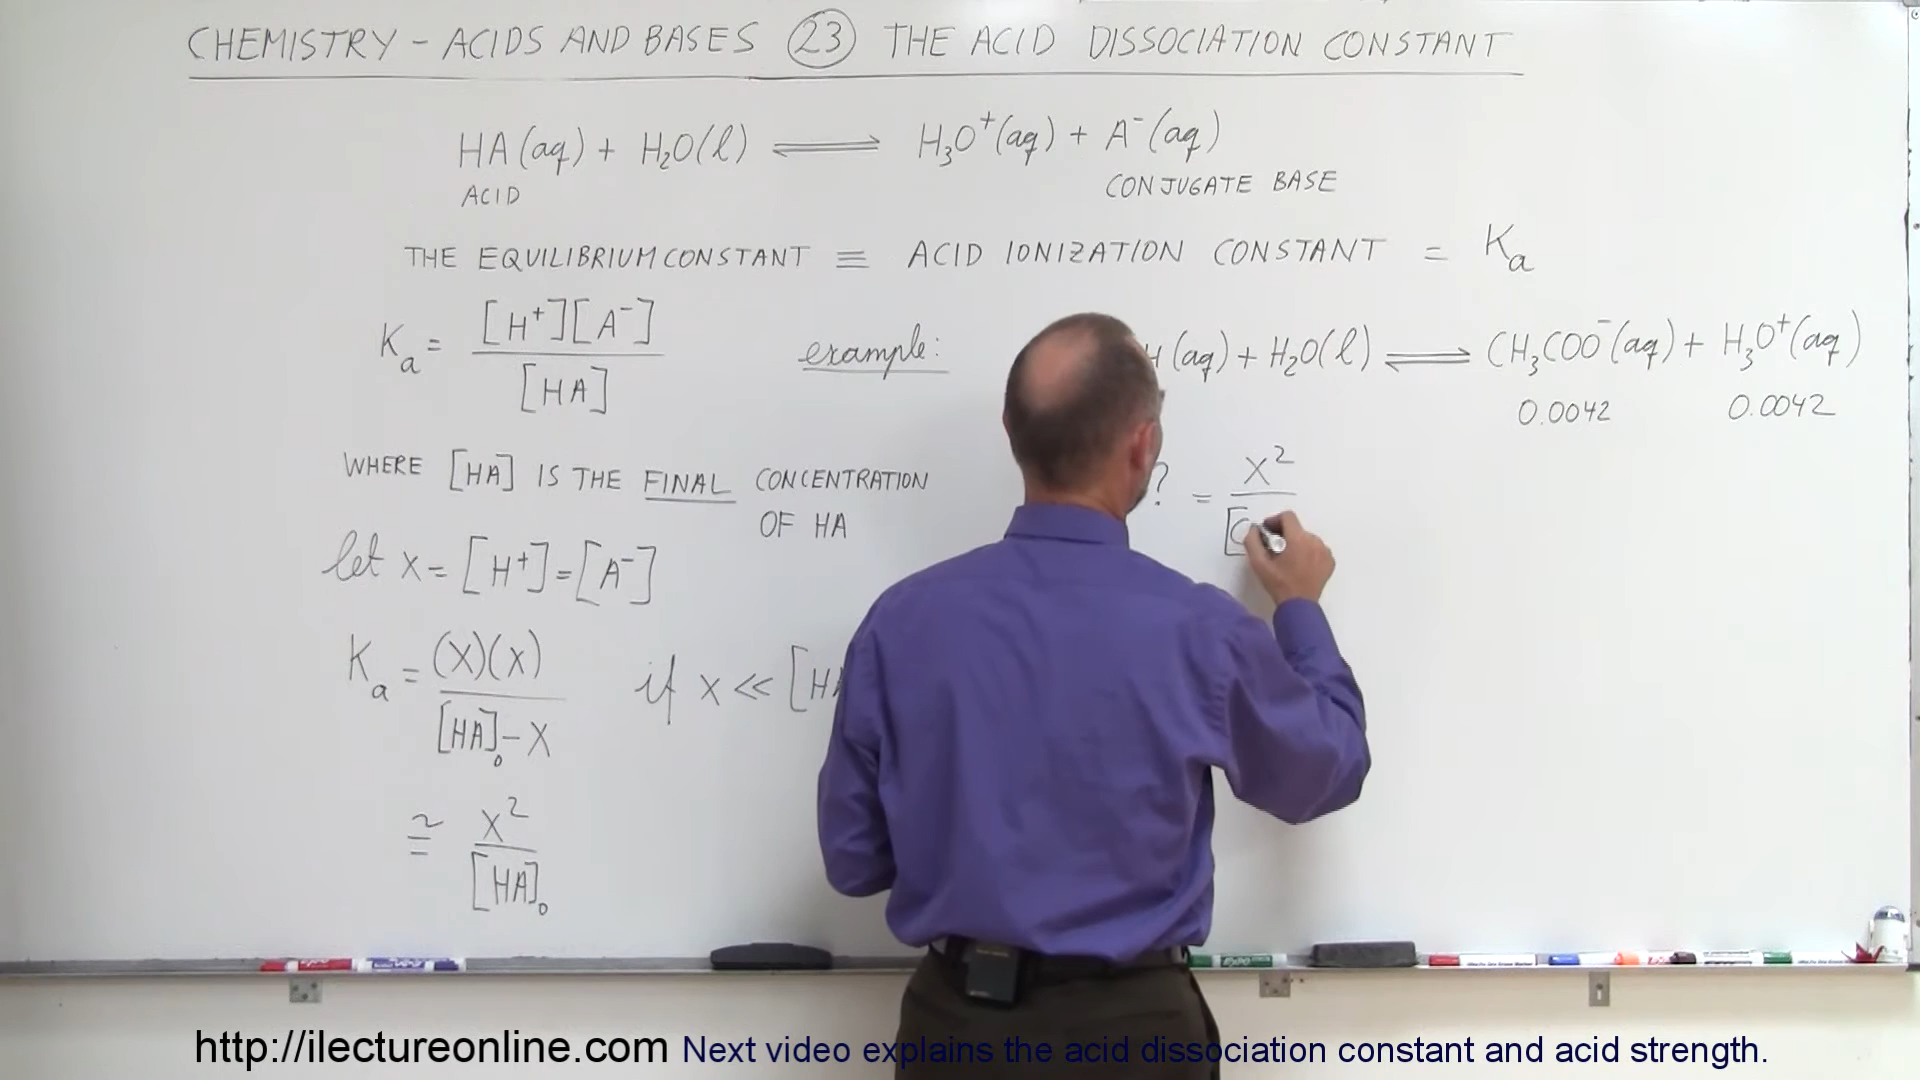 CHEMISTRY - ACIDS AND BASES 23 THE ACID DISSOCIATION CONSTANT
HA(aq) + H₂O(l) ⇌ H₃O⁺(aq) + A⁻(aq)
ACID CONJUGATE BASE
THE EQUILIBRIUM CONSTANT ≡ ACID IONIZATION CONSTANT = Kₐ
Kₐ = [H⁺][A⁻] / [HA]
example: H(aq) + H₂O(l) ⇌ CH₃COO⁻(aq) + H₃O⁺(aq)
0.0042 0.0042
? = X² / [C
WHERE [HA] IS THE FINAL CONCENTRATION
OF HA
let X = [H⁺] = [A⁻]
Kₐ = (X)(X) / [HA]₀ - X if X << [HA
≅ X² / [HA]₀
EXPO
http://ilectureonline.com Next video explains the acid dissociation constant and acid strength.